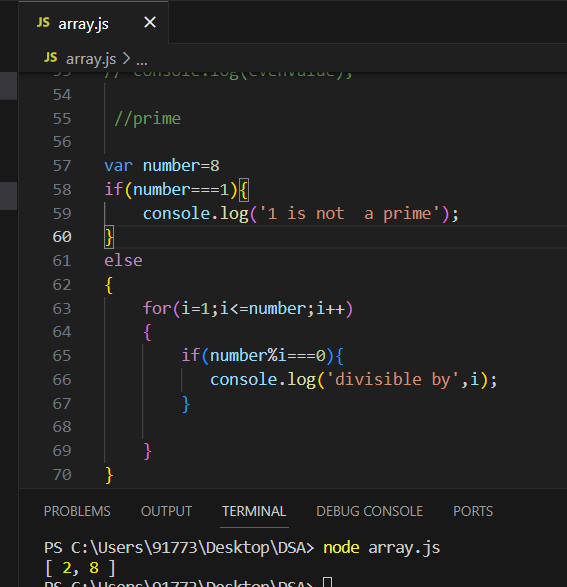 JS array.js ×
JS array.js > ...
53 // console.log(evenvalue);
54
55 //prime
56
57 var number=8
58 if(number===1){
59 console.log('1 is not  a prime');
60 }
61 else
62 {
63 for(i=1;i<=number;i++)
64 {
65 if(number%i===0){
66 console.log('divisible by',i);
67 }
68
69 }
70 }
PROBLEMS OUTPUT TERMINAL DEBUG CONSOLE PORTS
PS C:\Users\91773\Desktop\DSA> node array.js
[ 2, 8 ]
PS C:\Users\91773\Desktop\DSA>